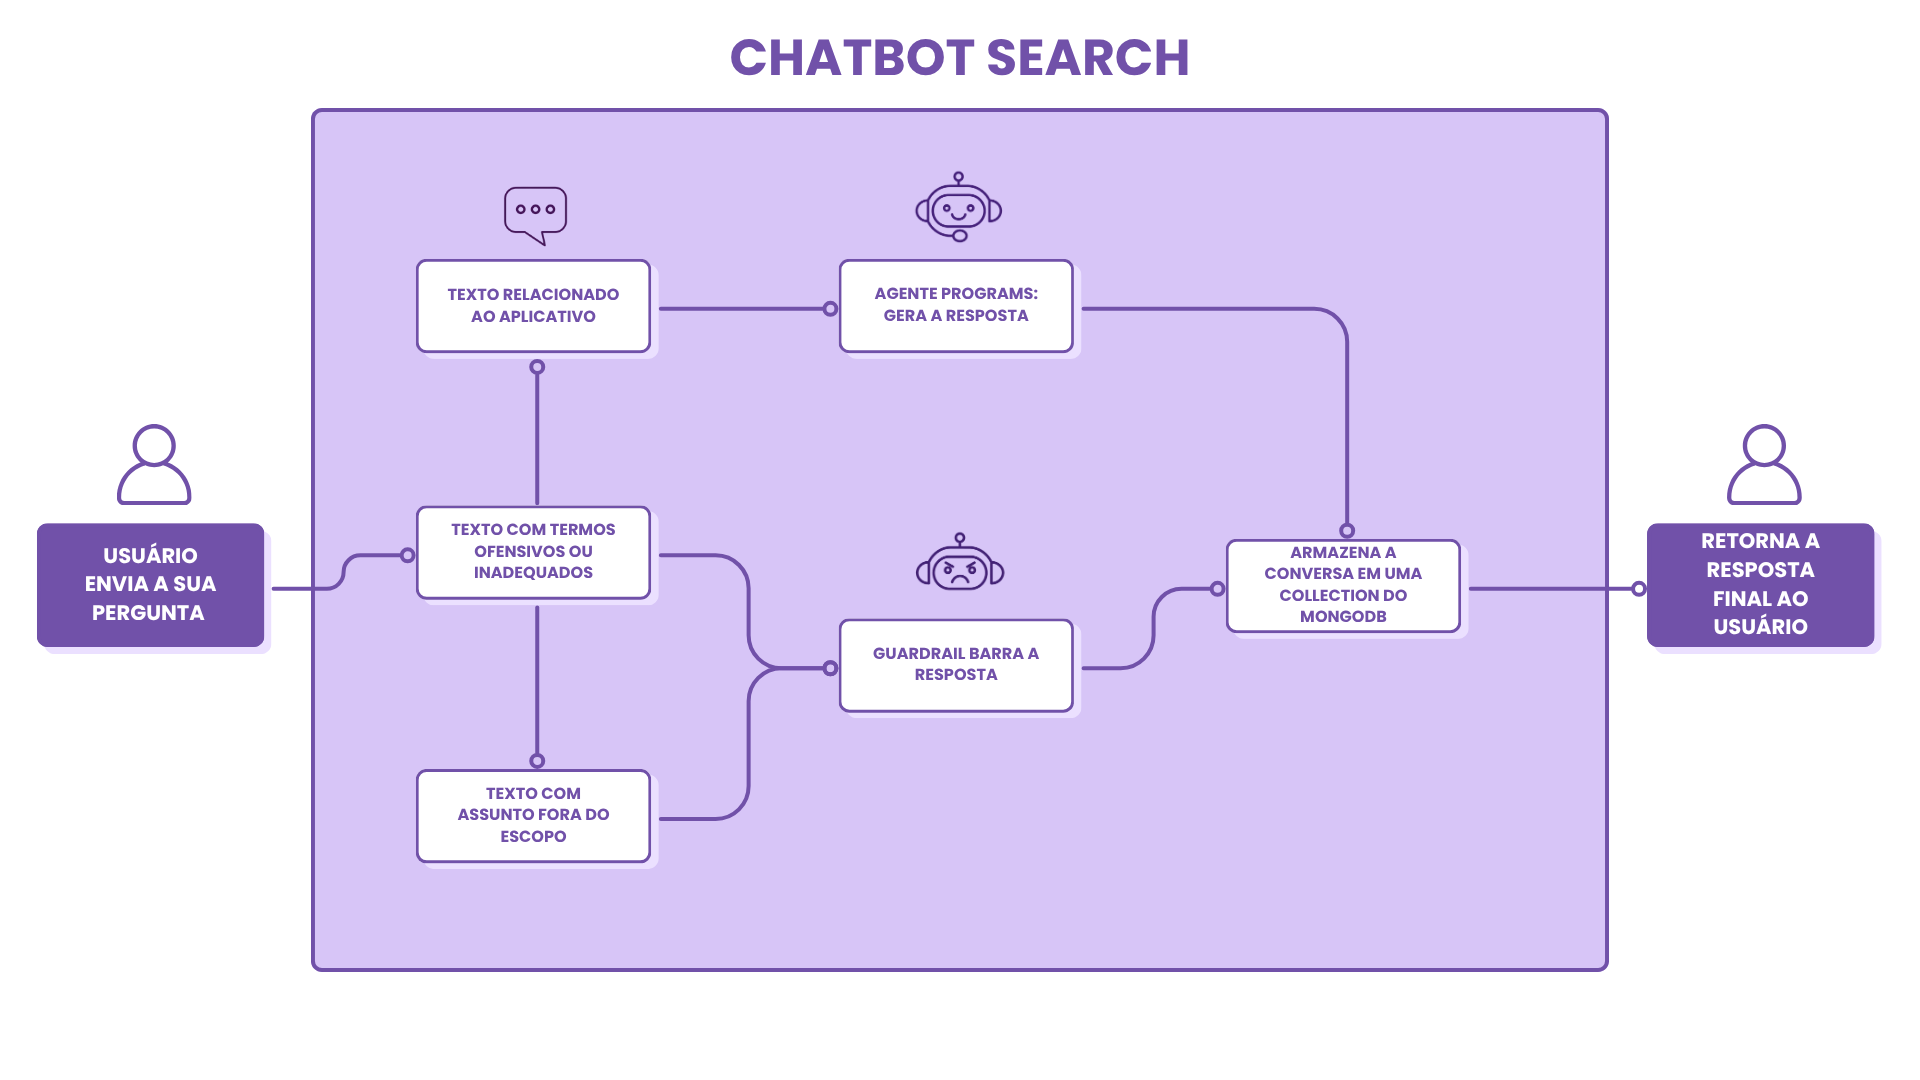 CHATBOT SEARCH
USUÁRIO
ENVIA A SUA
PERGUNTA
TEXTO RELACIONADO
AO APLICATIVO
AGENTE PROGRAMS:
GERA A RESPOSTA
TEXTO COM TERMOS
OFENSIVOS OU
INADEQUADOS
TEXTO COM
ASSUNTO FORA DO
ESCOPO
GUARDRAIL BARRA A
RESPOSTA
ARMAZENA A
CONVERSA EM UMA
COLLECTION DO
MONGODB
RETORNA A
RESPOSTA
FINAL AO
USUÁRIO